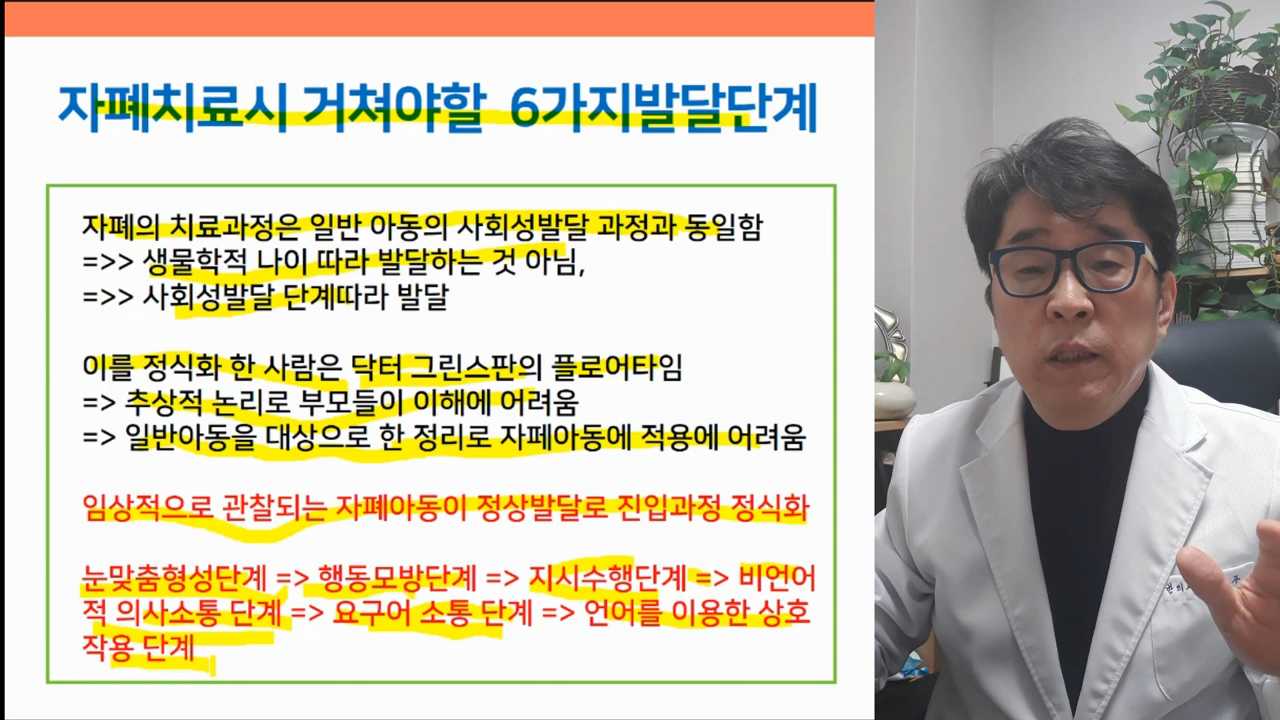 자폐치료시 거쳐야할 6가지발달단계
자폐의 치료과정은 일반 아동의 사회성발달 과정과 동일함
=>> 생물학적 나이 따라 발달하는 것 아님,
=>> 사회성발달 단계따라 발달
이를 정식화 한 사람은 닥터 그린스판의 플로어타임
=> 추상적 논리로 부모들이 이해에 어려움
=> 일반아동을 대상으로 한 정리로 자페아동에 적용에 어려움
임상적으로 관찰되는 자폐아동이 정상발달로 진입과정 정식화
눈맞춤형성단계 => 행동모방단계 => 지시수행단계 => 비언어
적 의사소통 단계 => 요구어 소통 단계 => 언어를 이용한 상호
작용 단계